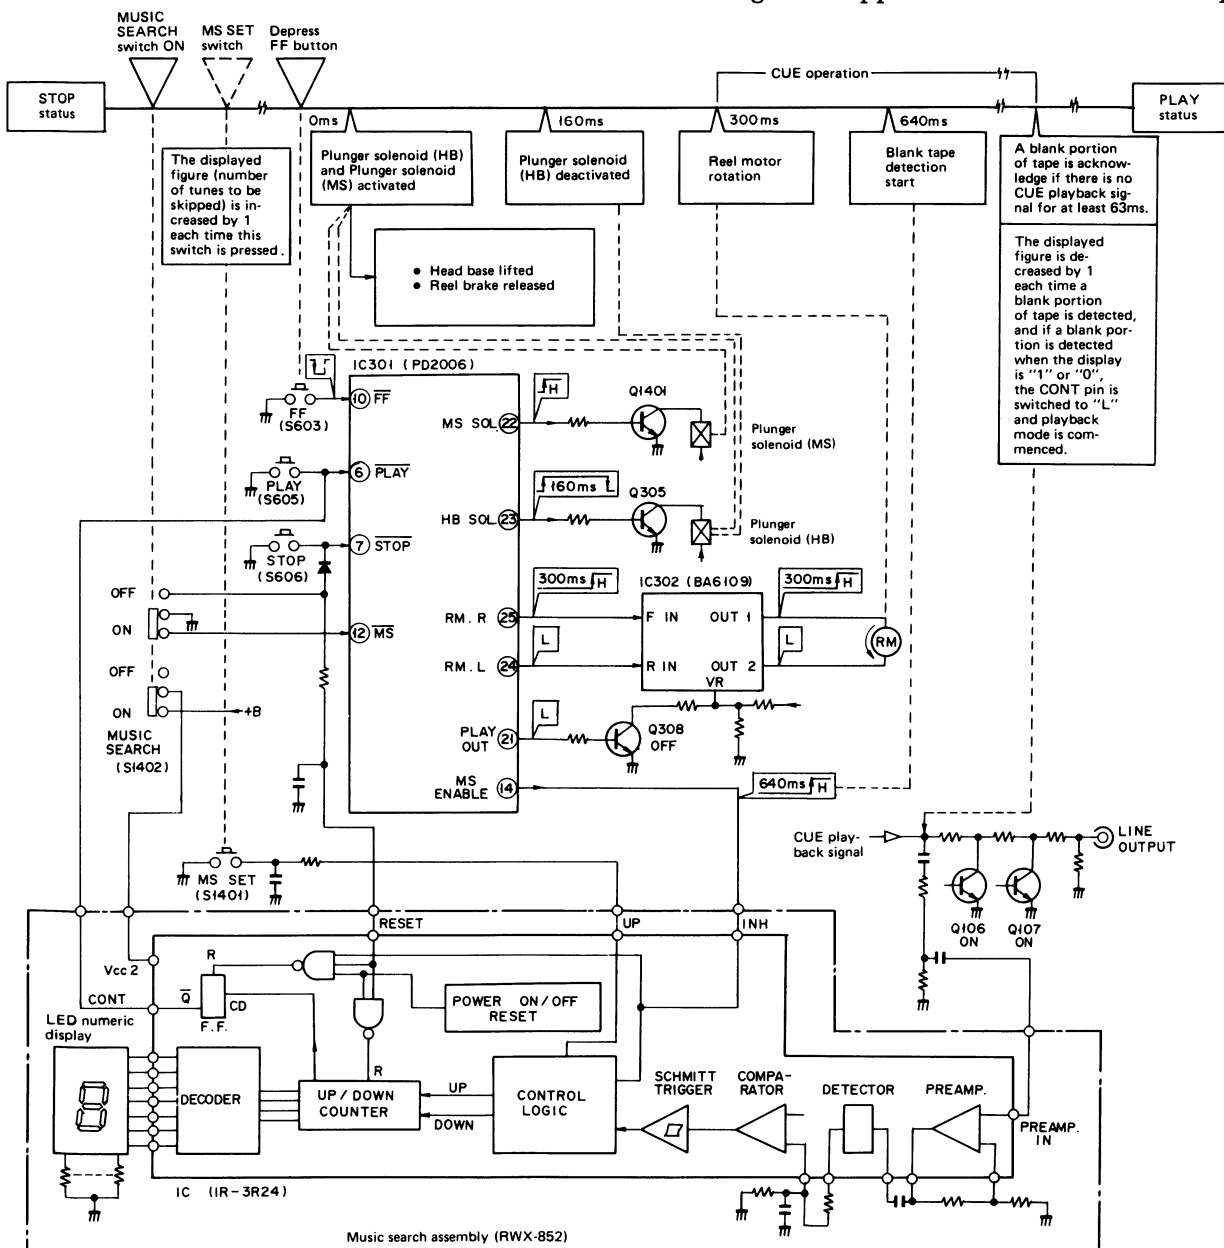 MUSIC
SEARCH
switch ON
MS SET
switch
Depress
FF button
STOP
status
CUE operation
PLAY
status
0ms
160ms
300ms
640ms
The displayed
figure (number
of tunes to be
skipped) is in-
creased by 1
each time this
switch is pressed.
Plunger solenoid (HB)
and Plunger solenoid
(MS) activated
Plunger solenoid
(HB) deactivated
Reel motor
rotation
Blank tape
detection
start
A blank portion
of tape is acknow-
ledge if there is no
CUE playback sig-
nal for at least 63ms.
The displayed
figure is de-
creased by 1
each time a
blank portion
of tape is detected,
and if a blank por-
tion is detected
when the display
is "1" or "0",
the CONT pin is
switched to "L"
and playback
mode is com-
menced.
• Head base lifted
• Reel brake released
IC301 (PD2006)
FF
(S603)
10 FF
MS SOL. 22
H
Q1401
Plunger
solenoid (MS)
PLAY
(S605)
6 PLAY
160ms
HB SOL. 23
Q305
Plunger
solenoid (HB)
STOP
(S606)
7 STOP
OFF
ON
12 MS
300ms H
RM. R 25
IC302 (BA6109)
F IN
OUT 1
300ms H
RM
L
RM. L 24
R IN
OUT 2
L
VR
OFF
ON
+B
MUSIC
SEARCH
(S1402)
PLAY
OUT 21
L
Q308
OFF
MS
ENABLE 14
640ms H
CUE play-
back signal
LINE
OUTPUT
Q106
ON
Q107
ON
MS SET
(S1401)
RESET
UP
INH
Vcc 2
R
CONT
Q
CD
F.F.
POWER ON/OFF
RESET
LED numeric
display
8
DECODER
R
UP/DOWN
COUNTER
UP
DOWN
CONTROL
LOGIC
SCHMITT
TRIGGER
COMPA-
RATOR
DETECTOR
PREAMP.
PREAMP.
IN
IC (IR-3R24)
Music search assembly (RWX-852)